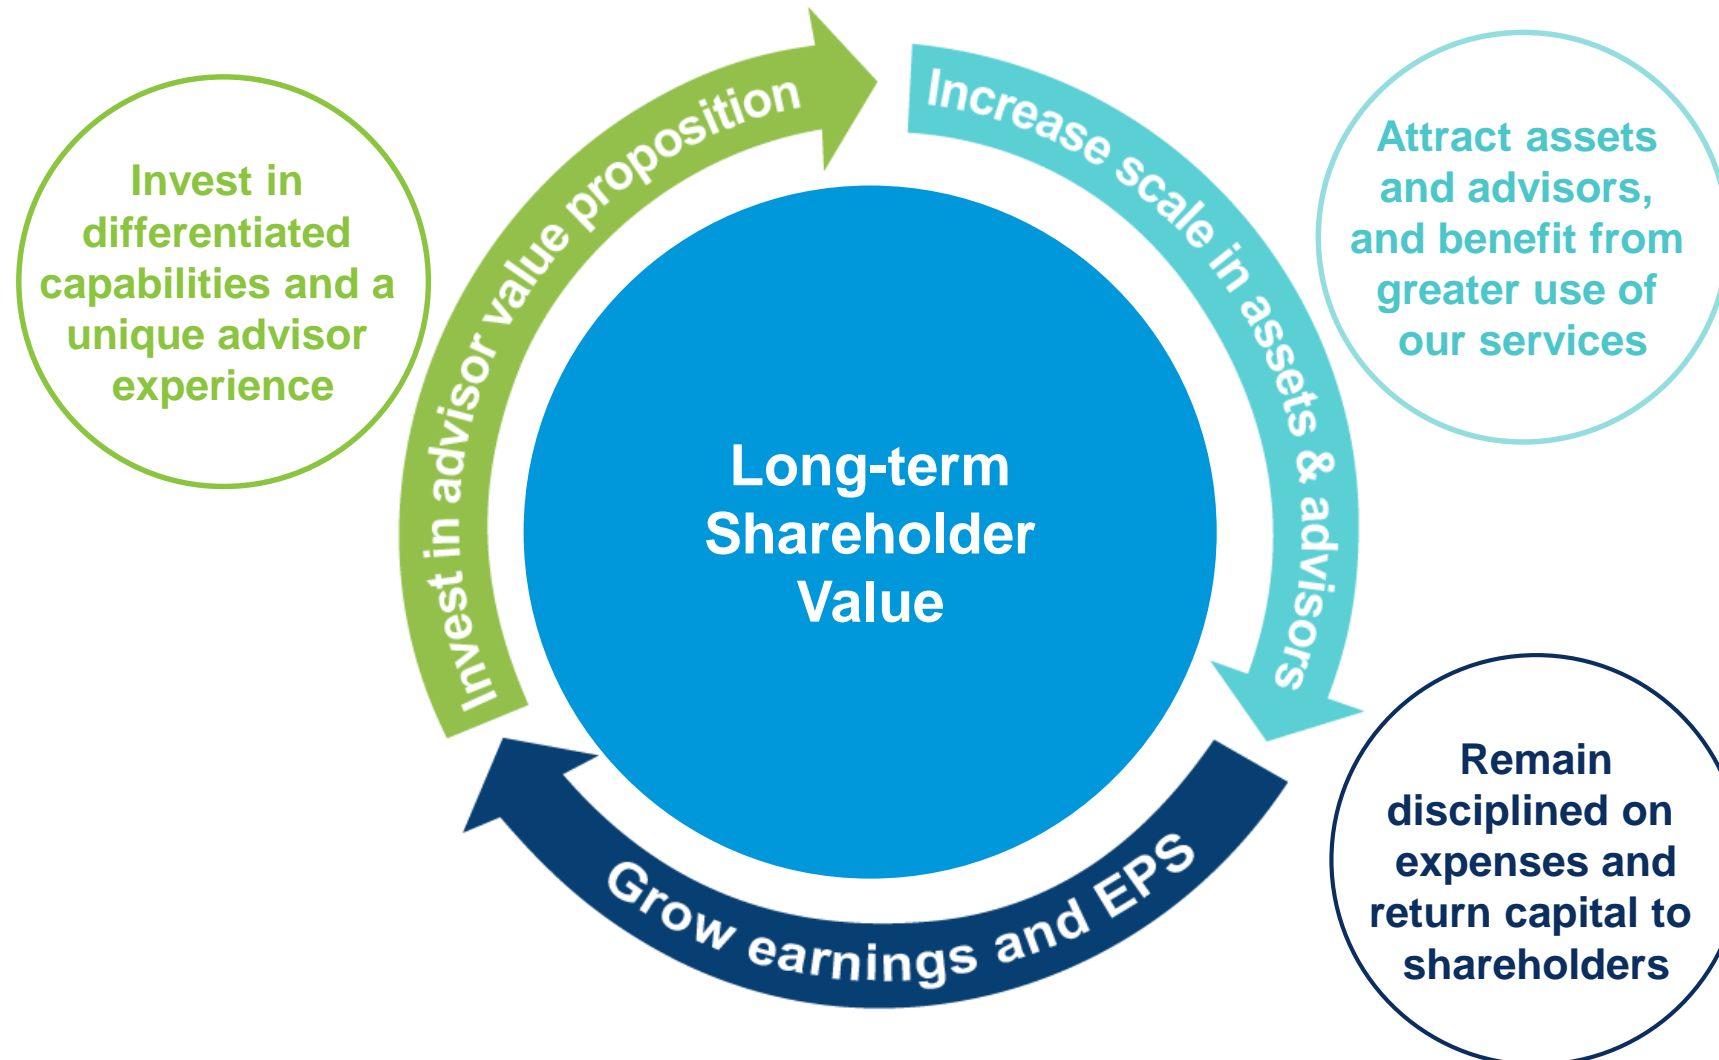 Invest in
differentiated
capabilities and a
unique advisor
experience
Invest in advisor value proposition
Increase scale in assets & advisors
Attract assets
and advisors,
and benefit from
greater use of
our services
Long-term
Shareholder
Value
Grow earnings and EPS
Remain
disciplined on
expenses and
return capital to
shareholders